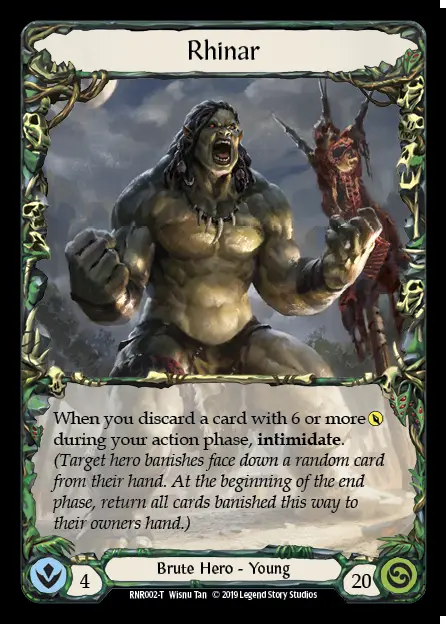 Rhinar
When you discard a card with 6 or more
during your action phase, intimidate.
(Target hero banishes face down a random card
from their hand. At the beginning of the end
phase, return all cards banished this way to
their owners hand.)
4
Brute Hero - Young
20
RNR002-T Wisnu Tan © 2019 Legend Story Studios